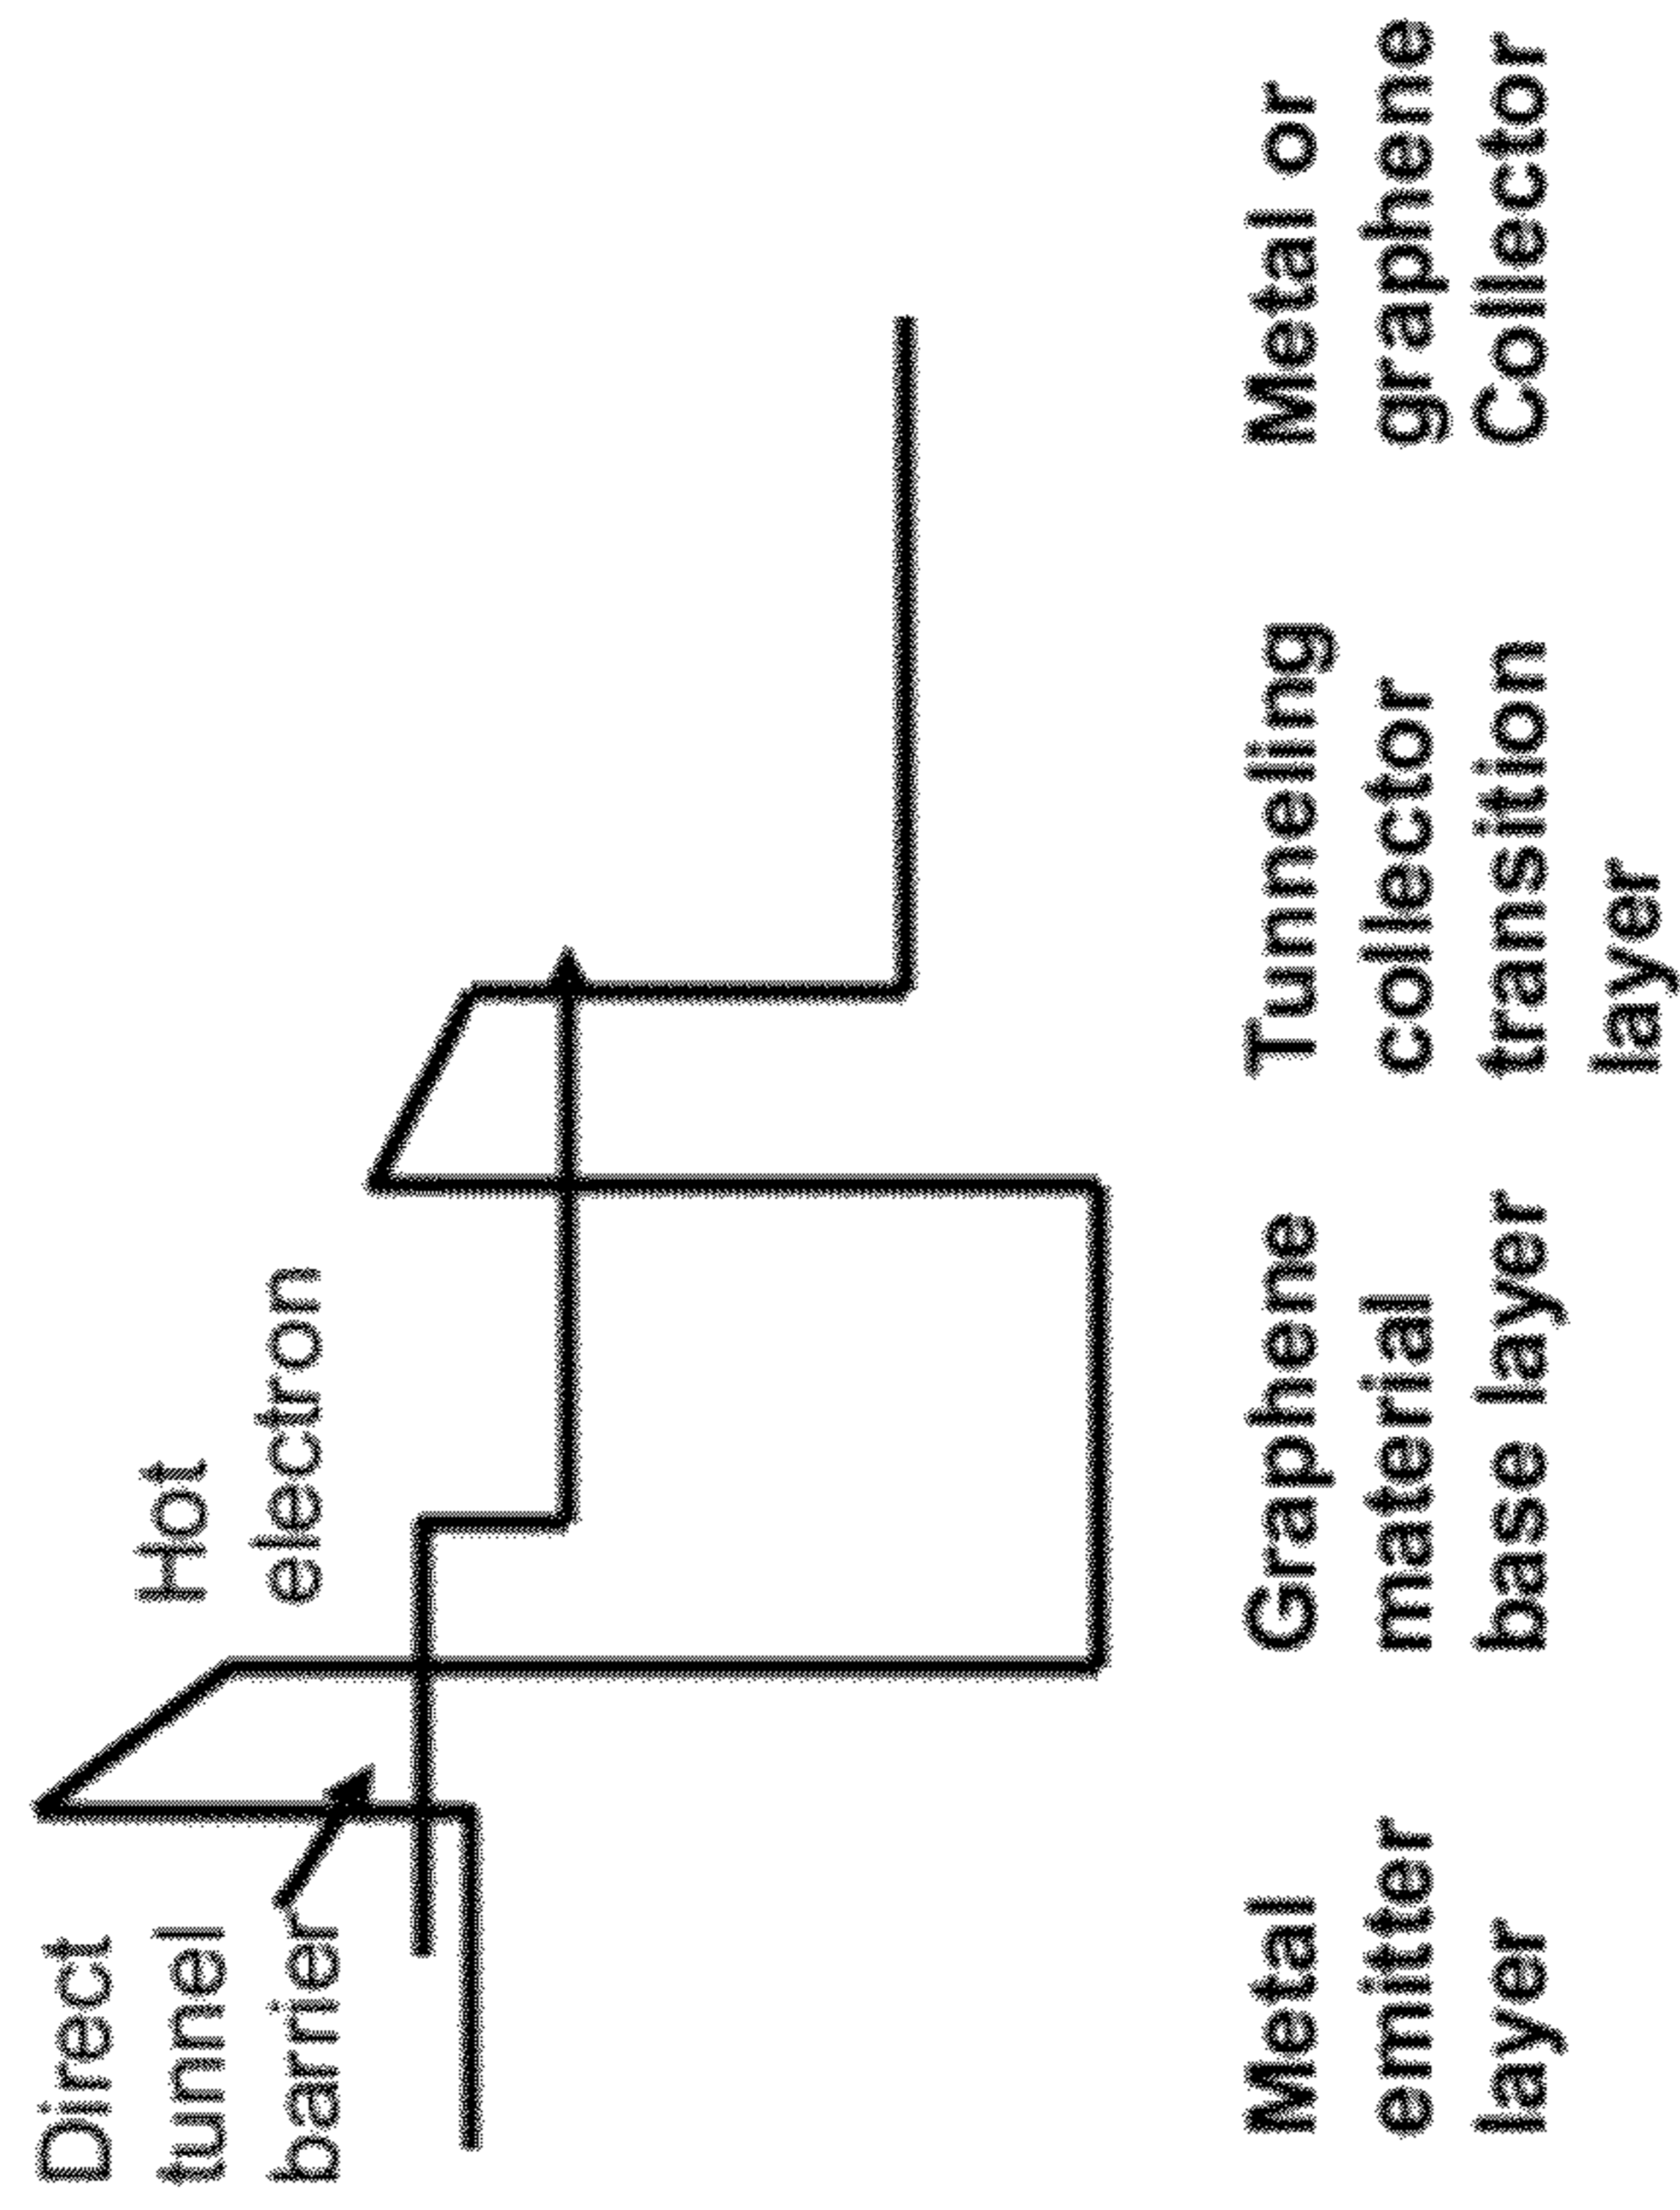 Direct
tunnel
barrier
Hot
electron
Metal
emitter
layer
Graphene
material
base layer
Tunneling
collector
transition
layer
Metal or
graphene
Collector